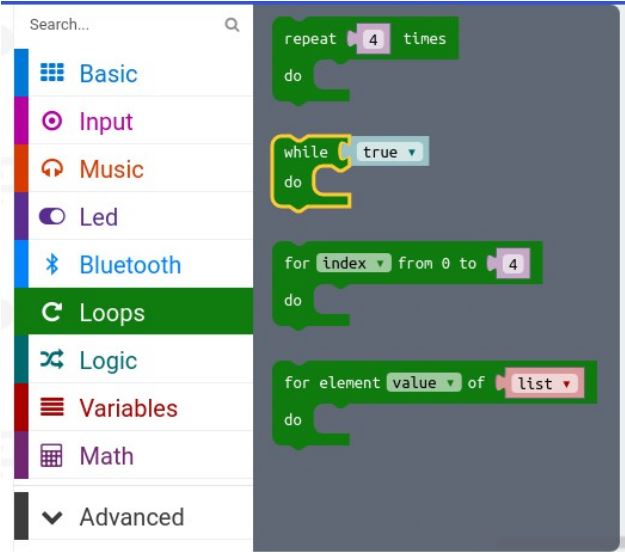 Search...
Basic
Input
Music
Led
Bluetooth
Loops
Logic
Variables
Math
Advanced
repeat 4 times
do
while true
do
for index from 0 to 4
do
for element value of list
do